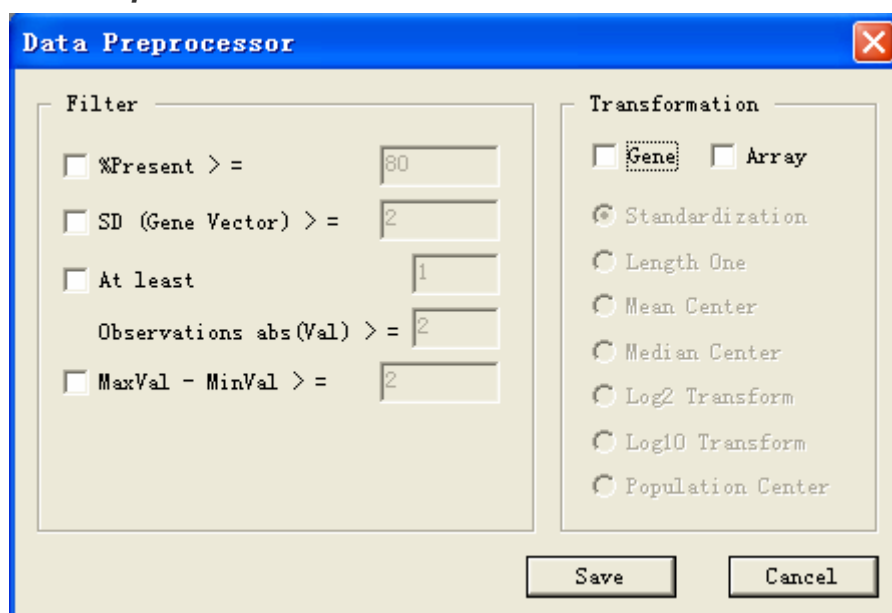 Data Preprocessor
Filter
%Present > =
80
SD (Gene Vector) > =
2
At least
1
Observations abs(Val) > =
2
MaxVal - MinVal > =
2
Transformation
Gene
Array
Standardization
Length One
Mean Center
Median Center
Log2 Transform
Log10 Transform
Population Center
Save
Cancel